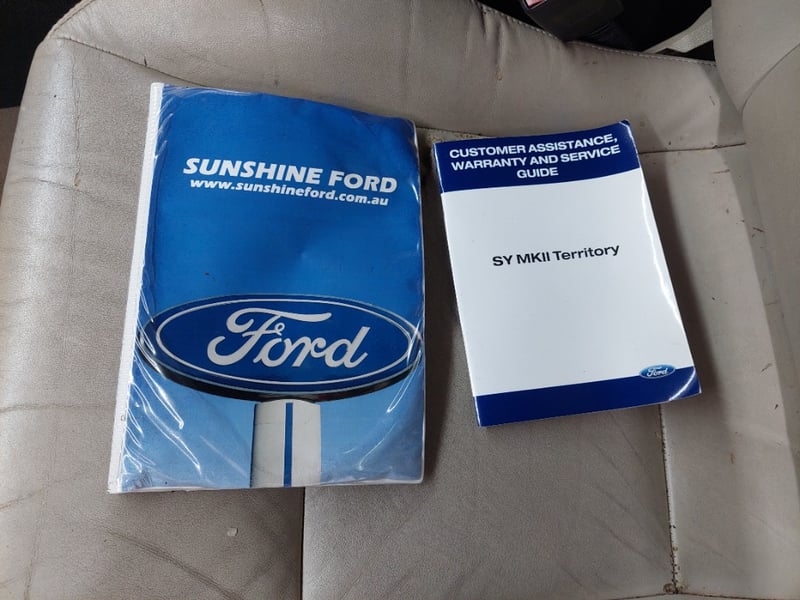 SUNSHINE FORD
www.sunshineford.com.au
Ford
CUSTOMER ASSISTANCE,
WARRANTY AND SERVICE
GUIDE
SY MKII Territory
Ford